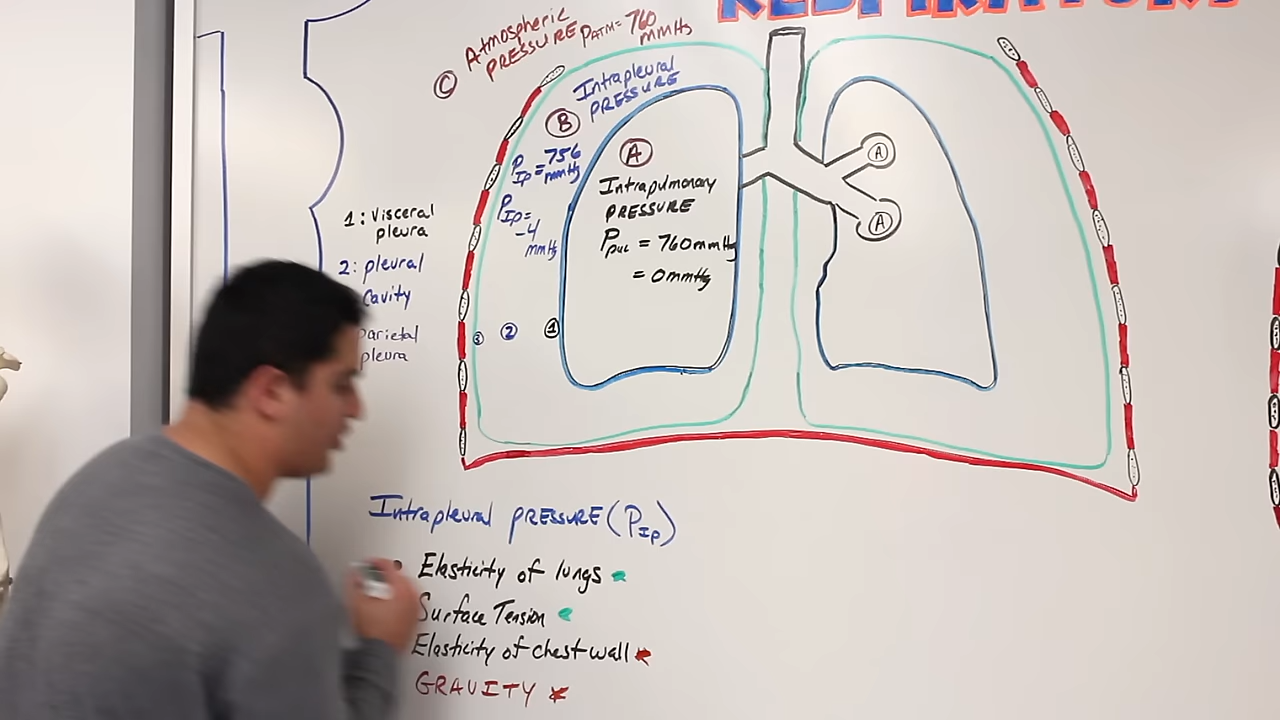 RESPIRATORY
C Atmospheric
PRESSURE PATM = 760
mmHg
Intrapleural
PRESSURE
B
PIp = 756
mmHg
PIp =
-4
mmHg
A
Intrapulmonary
PRESSURE
Ppul = 760mmHg
= 0mmHg
A
A
1: Visceral
pleura
2: pleural
Cavity
parietal
pleura
3 2 1
Intrapleural PRESSURE (PIp)
Elasticity of lungs
Surface Tension
Elasticity of chest wall
GRAVITY